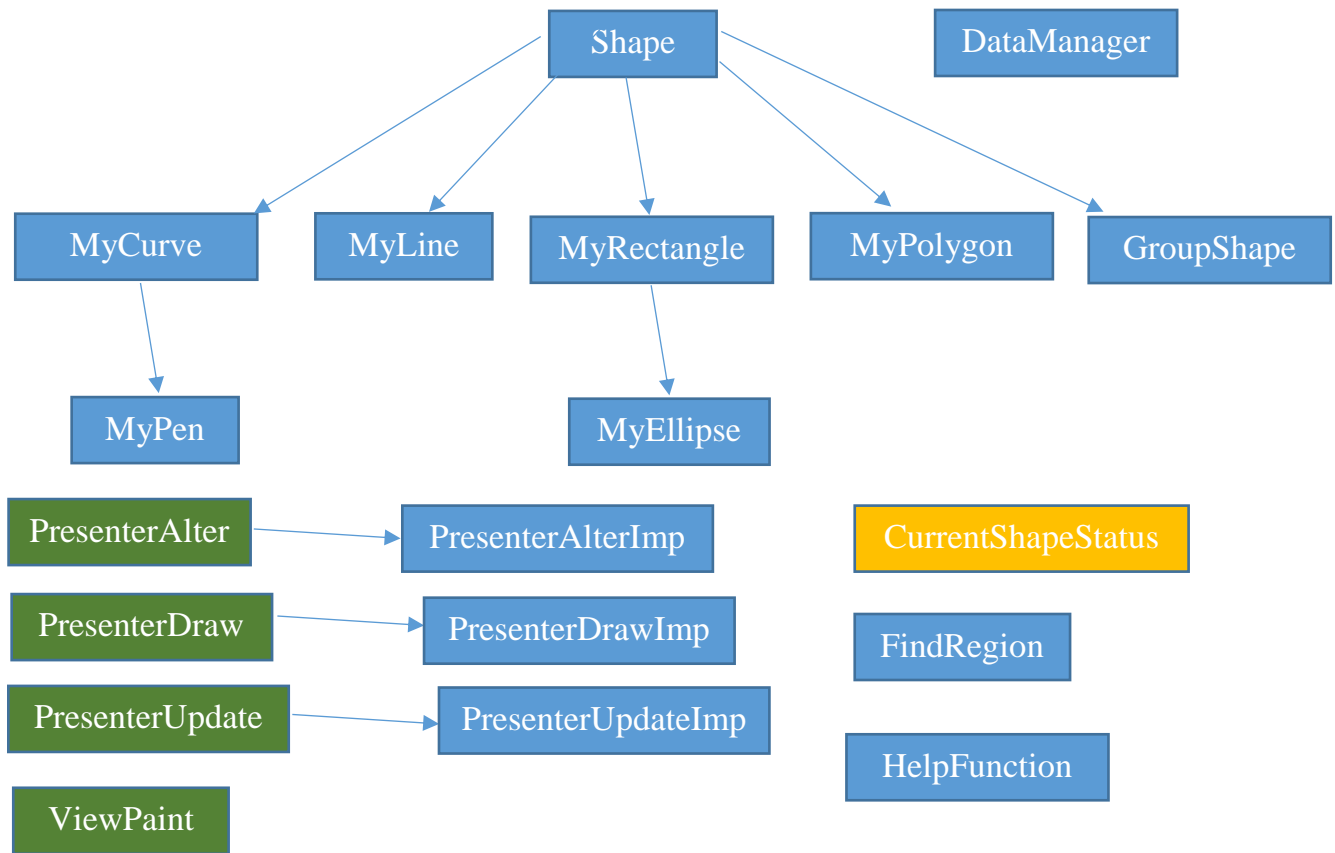 Shape
DataManager
MyCurve
MyLine
MyRectangle
MyPolygon
GroupShape
MyPen
MyEllipse
PresenterAlter
PresenterAlterImp
CurrentShapeStatus
PresenterDraw
PresenterDrawImp
FindRegion
PresenterUpdate
PresenterUpdateImp
HelpFunction
ViewPaint